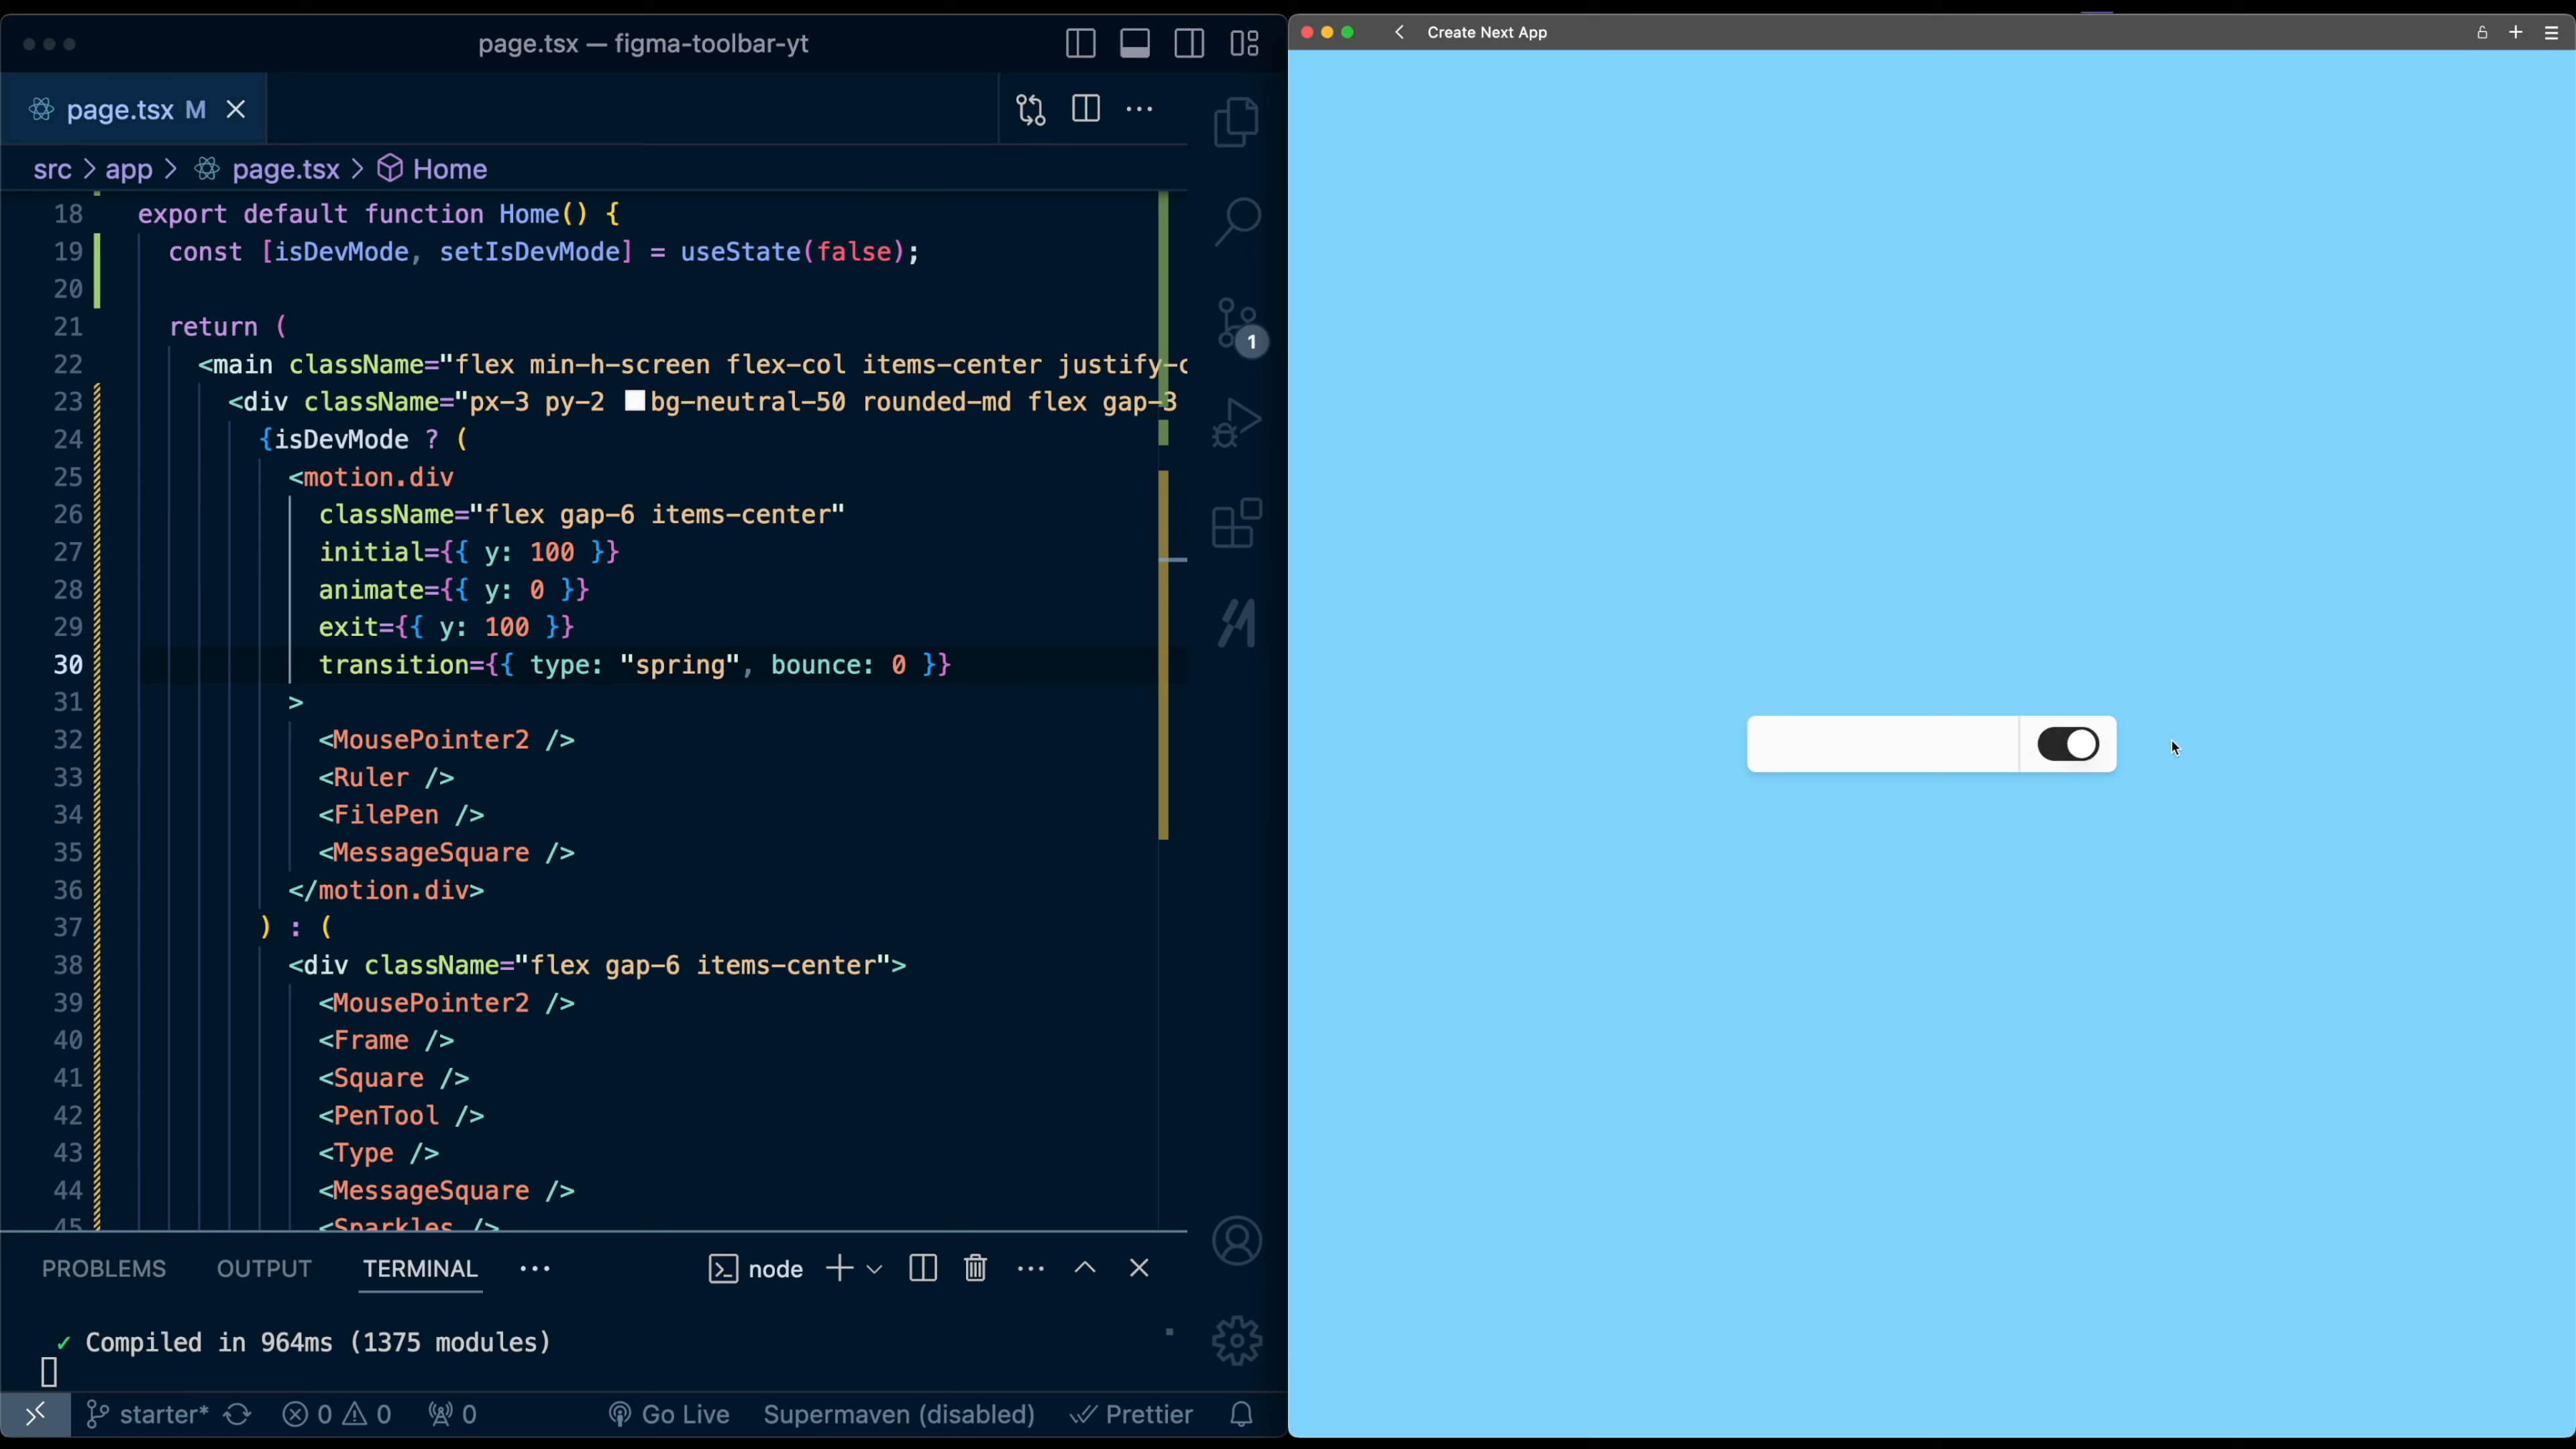 page.tsx — figma-toolbar-yt
page.tsx M
src > app > page.tsx > Home
18 export default function Home() {
19 const [isDevMode, setIsDevMode] = useState(false);
20
21 return (
22 <main className="flex min-h-screen flex-col items-center justify-c
23 <div className="px-3 py-2 bg-neutral-50 rounded-md flex gap-3
24 {isDevMode ? (
25 <motion.div
26 className="flex gap-6 items-center"
27 initial={{ y: 100 }}
28 animate={{ y: 0 }}
29 exit={{ y: 100 }}
30 transition={{ type: "spring", bounce: 0 }}
31 >
32 <MousePointer2 />
33 <Ruler />
34 <FilePen />
35 <MessageSquare />
36 </motion.div>
37 ) : (
38 <div className="flex gap-6 items-center">
39 <MousePointer2 />
40 <Frame />
41 <Square />
42 <PenTool />
43 <Type />
44 <MessageSquare />
45 <Sparkles />
1
PROBLEMS OUTPUT TERMINAL ··· node
✓ Compiled in 964ms (1375 modules)
starter* 0 0 0 Go Live Supermaven (disabled) Prettier
Create Next App